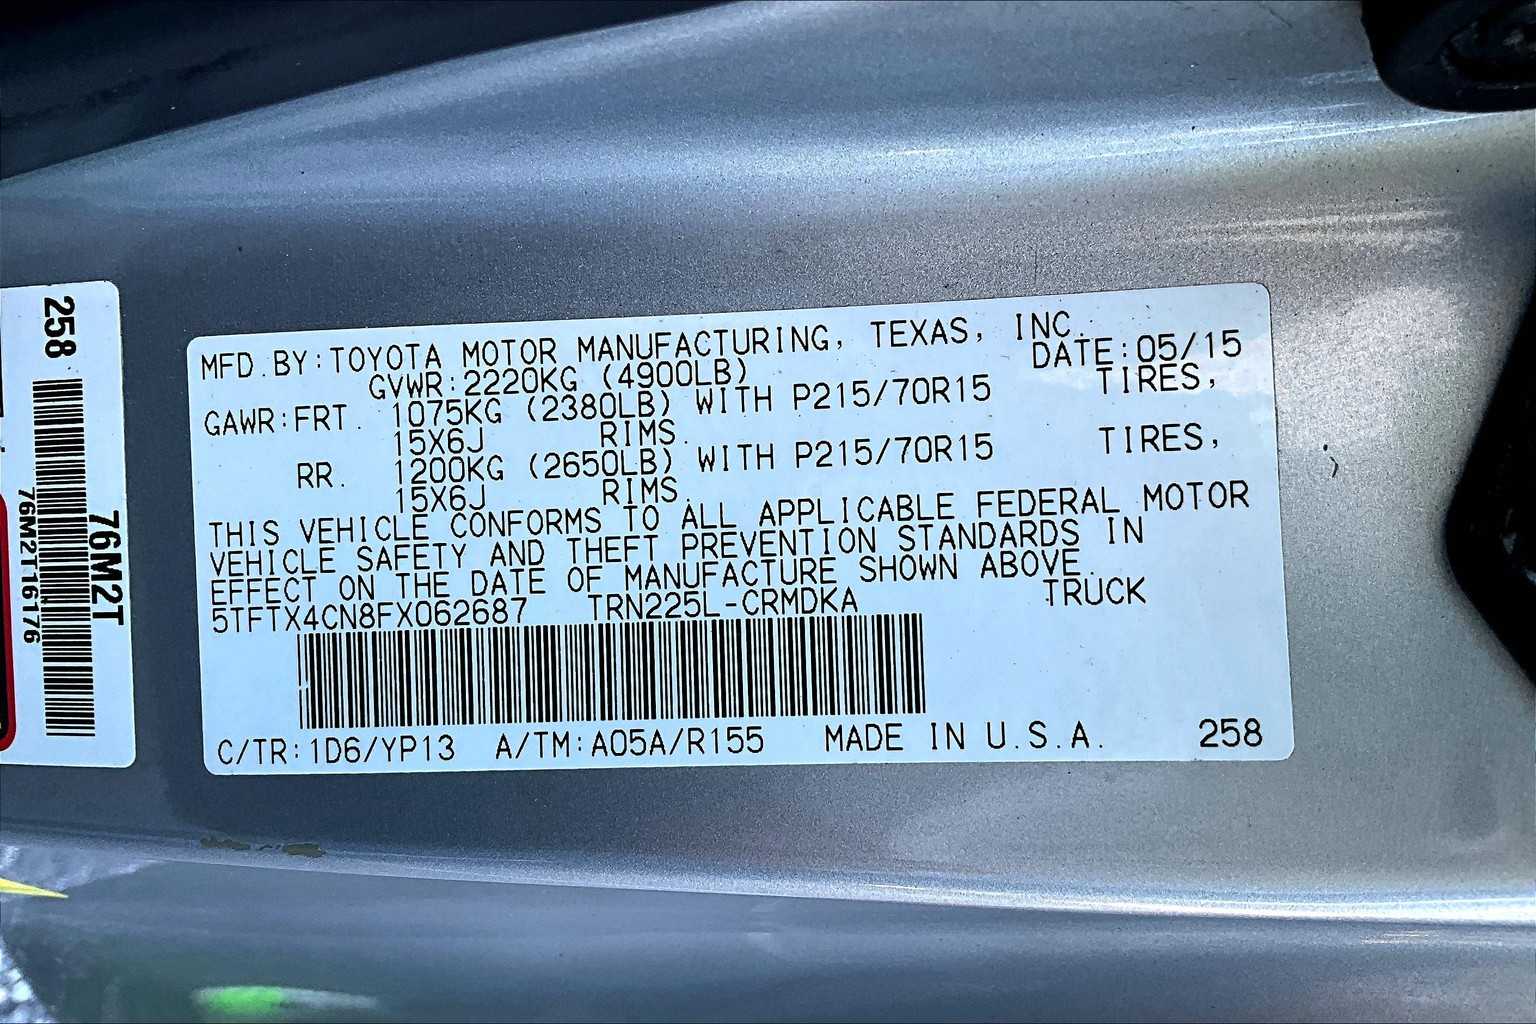 258
76M2T
76M2T16176
MFD. BY: TOYOTA MOTOR MANUFACTURING, TEXAS, INC.
DATE: 05/15
GVWR: 2220KG (4900LB)
GAWR: FRT. 1075KG (2380LB) WITH P215/70R15 TIRES,
15X6J RIMS.
RR. 1200KG (2650LB) WITH P215/70R15 TIRES,
15X6J RIMS.
THIS VEHICLE CONFORMS TO ALL APPLICABLE FEDERAL MOTOR
VEHICLE SAFETY AND THEFT PREVENTION STANDARDS IN
EFFECT ON THE DATE OF MANUFACTURE SHOWN ABOVE.
5TFTX4CN8FX062687 TRN225L-CRMDKA TRUCK
C/TR: 1D6/YP13 A/TM: A05A/R155 MADE IN U.S.A. 258